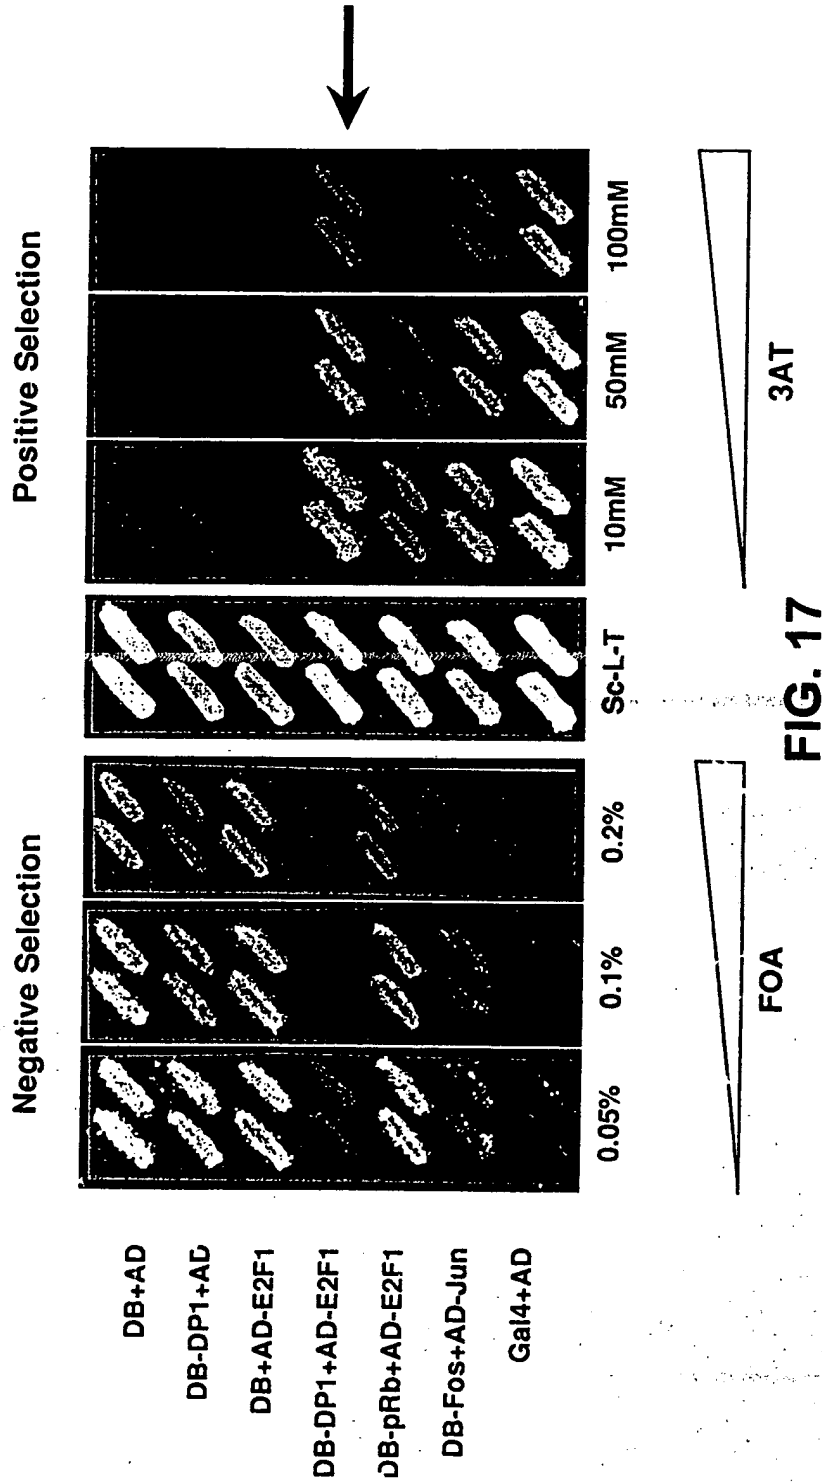 Negative Selection
Positive Selection
DB+AD
DB-DP1+AD
DB+AD-E2F1
DB-DP1+AD-E2F1
DB-pRb+AD-E2F1
DB-Fos+AD-Jun
Gal4+AD
0.05%
0.1%
0.2%
Sc-L-T
10mM
50mM
100mM
FOA
3AT
FIG. 17